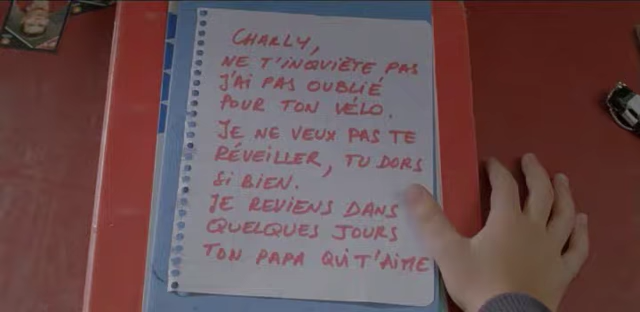 CHARLY,
NE T'INQUIÈTE PAS
J'AI PAS OUBLIÉ
POUR TON VÉLO.
JE NE VEUX PAS TE
RÉVEILLER, TU DORS
SI BIEN.
JE REVIENS DANS
QUELQUES JOURS
TON PAPA QUI T'AIME